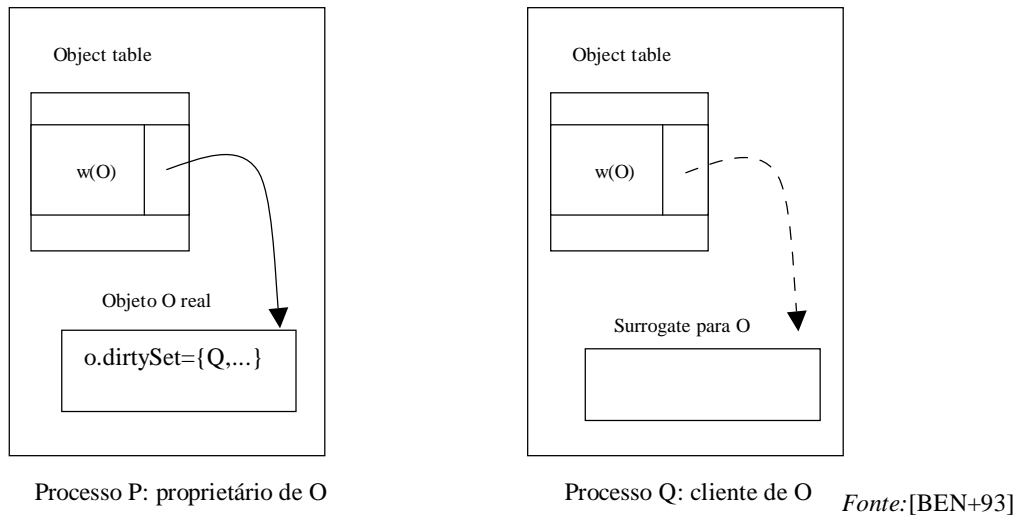 Object table
w(O)
Objeto O real
o.dirtySet={Q,...}
Processo P: proprietário de O
Object table
w(O)
Surrogate para O
Processo Q: cliente de O
Fonte:[BEN+93]